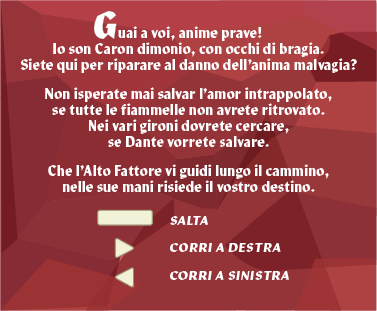 Guai a voi, anime prave!
Io son Caron dimonio, con occhi di bragia.
Siete qui per riparare al danno dell'anima malvagia?
Non isperate mai salvar l'amor intrappolato,
se tutte le fiammelle non avrete ritrovato.
Nei vari gironi dovrete cercare,
se Dante vorrete salvare.
Che l'Alto Fattore vi guidi lungo il cammino,
nelle sue mani risiede il vostro destino.
SALTA
CORRI A DESTRA
CORRI A SINISTRA